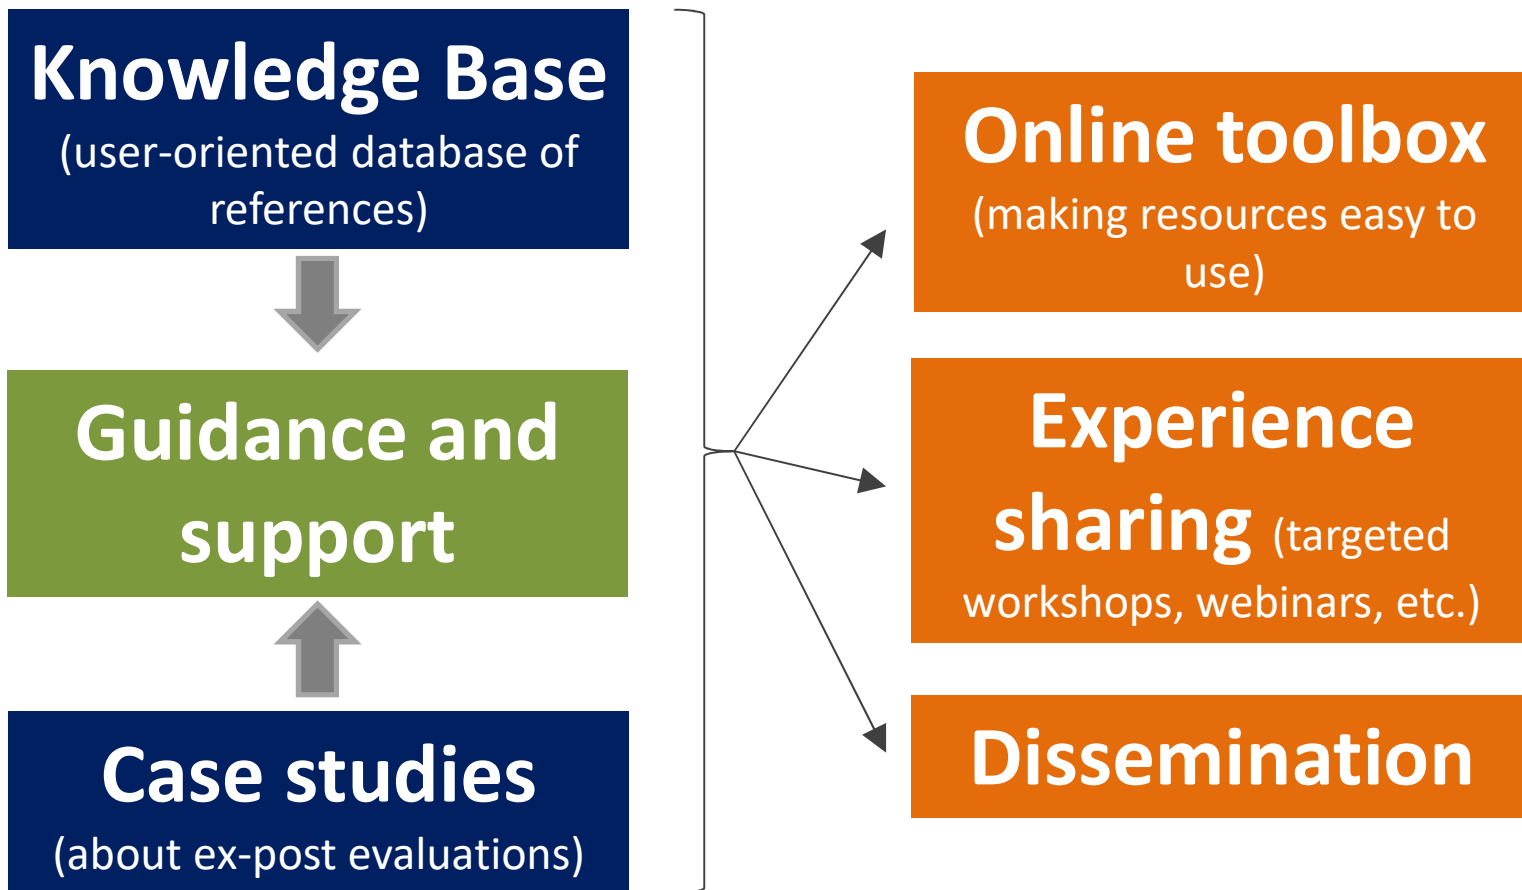 Knowledge Base
(user-oriented database of
references)
Guidance and
support
Case studies
(about ex-post evaluations)
Online toolbox
(making resources easy to
use)
Experience
sharing (targeted
workshops, webinars, etc.)
Dissemination